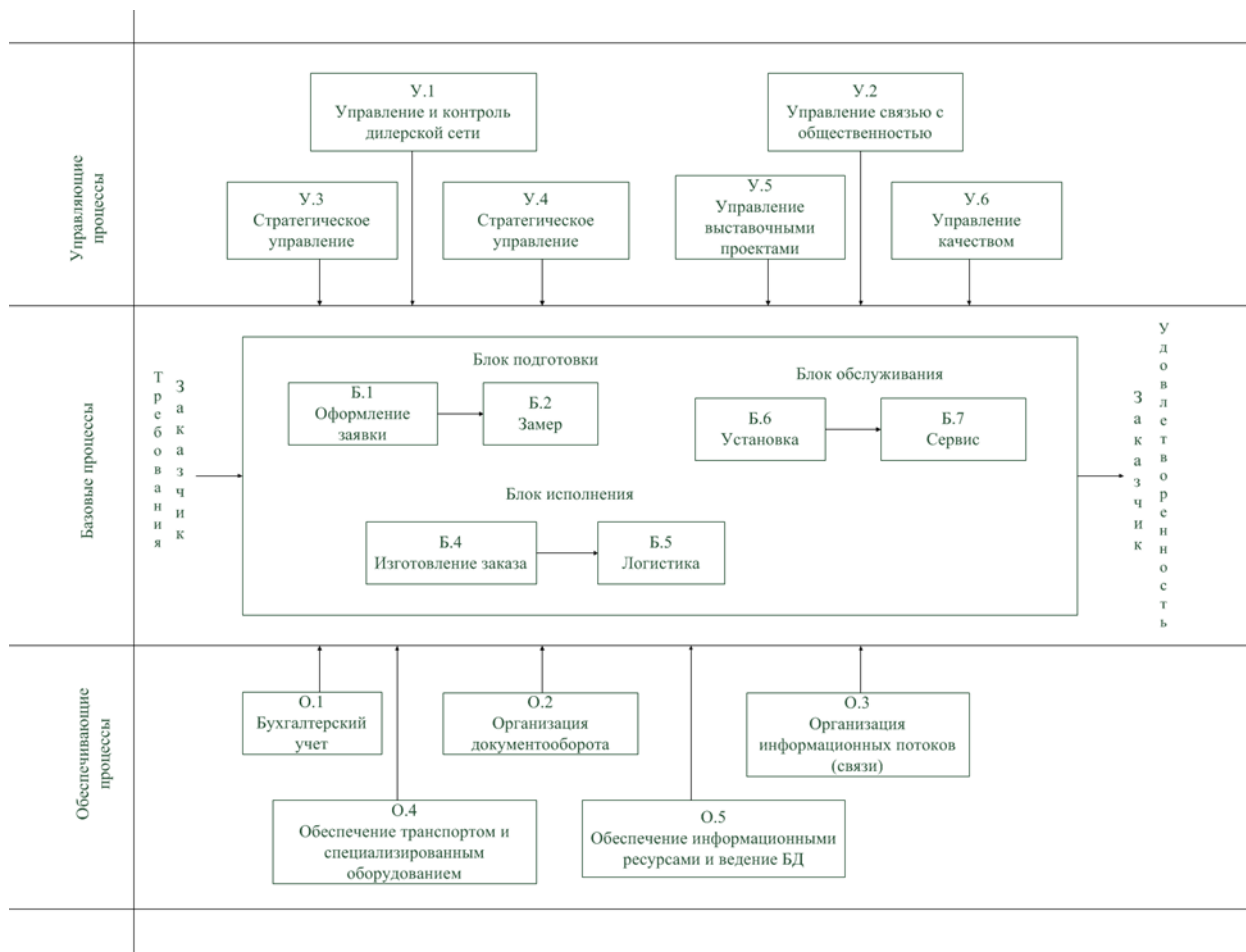 Управляющие
процессы
У.1
Управление и контроль
дилерской сети
У.2
Управление связью с
общественностью
У.3
Стратегическое
управление
У.4
Стратегическое
управление
У.5
Управление
выставочными
проектами
У.6
Управление
качеством
Базовые процессы
Требования
Заказчик
Блок подготовки
Б.1
Оформление
заявки
Б.2
Замер
Блок обслуживания
Б.6
Установка
Б.7
Сервис
Блок исполнения
Б.4
Изготовление заказа
Б.5
Логистика
Заказчик
Удовлетворенность
Обеспечивающие
процессы
О.1
Бухгалтерский
учет
О.2
Организация
документооборота
О.3
Организация
информационных потоков
(связи)
О.4
Обеспечение транспортом и
специализированным
оборудованием
О.5
Обеспечение информационными
ресурсами и ведение БД